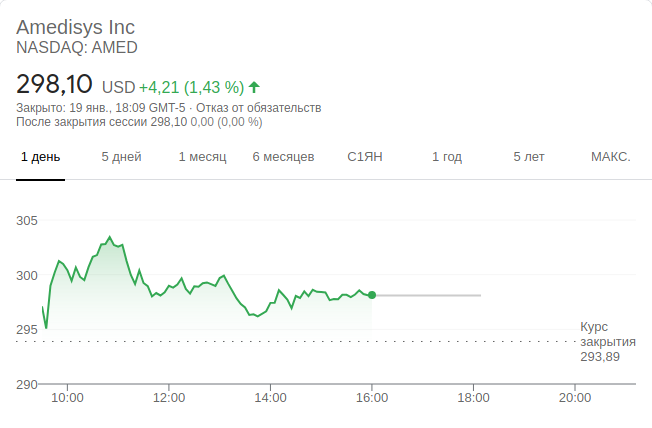 Amedisys Inc
NASDAQ: AMED
298,10 USD +4,21 (1,43 %)
Закрыто: 19 янв., 18:09 GMT-5 · Отказ от обязательств
После закрытия сессии 298,10 0,00 (0,00 %)
1 день 5 дней 1 месяц 6 месяцев С1ЯН 1 год 5 лет МАКС.
305
300
295
Курс
закрытия
293,89
290
10:00 12:00 14:00 16:00 18:00 20:00